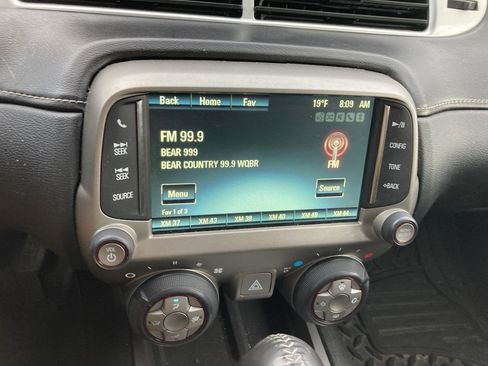 Back Home Fav 19°F 8:09 AM
FM 99.9
BEAR 999
BEAR COUNTRY 99.9 WQBR
FM
Menu Source
Fav 1 of 3
XM 37 XM 43 XM 38 XM 40 XM 49 XM 44
SEEK
SEEK
SOURCE
CONFIG
TONE
BACK
VOL